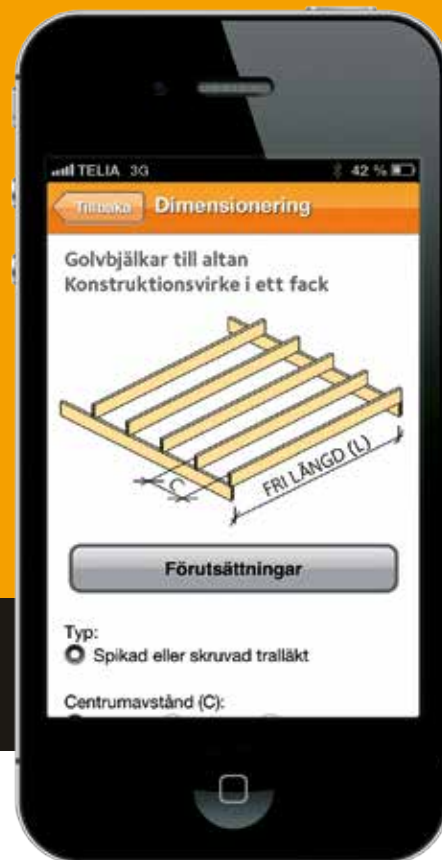 TELIA 3G
42 %
Tillbaka Dimensionering
Golvbjälkar till altan
Konstruktionsvirke i ett fack
C
FRI LÄNGD (L)
Förutsättningar
Typ:
Spikad eller skruvad tralläkt
Centrumavstånd (C):